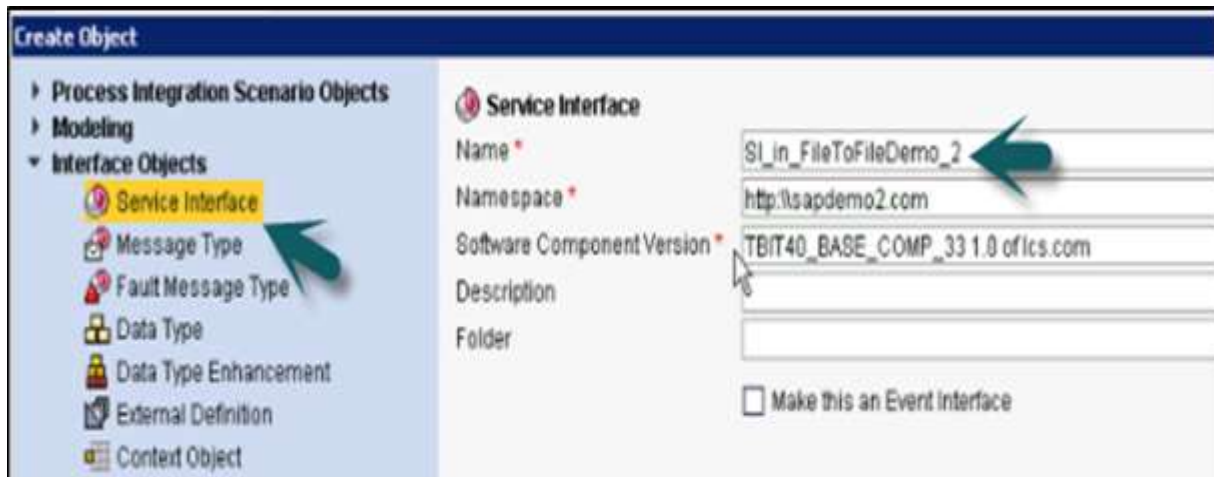 Create Object
Process Integration Scenario Objects
Modeling
Interface Objects
Service Interface
Message Type
Fault Message Type
Data Type
Data Type Enhancement
External Definition
Context Object
Service Interface
Name * SI_in_FileToFileDemo_2
Namespace * http:\\sapdemo2.com
Software Component Version * TBIT40_BASE_COMP_33 1.0 of lcs.com
Description
Folder
Make this an Event Interface